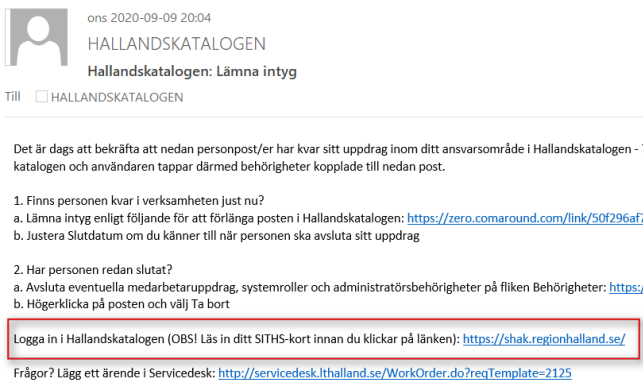 ons 2020-09-09 20:04
HALLANDSKATALOGEN
Hallandskatalogen: Lämna intyg
Till HALLANDSKATALOGEN
Det är dags att bekräfta att nedan personpost/er har kvar sitt uppdrag inom ditt ansvarsområde i Hallandskatalogen -
katalogen och användaren tappar därmed behörigheter kopplade till nedan post.
1. Finns personen kvar i verksamheten just nu?
a. Lämna intyg enligt följande för att förlänga posten i Hallandskatalogen: https://zero.comaround.com/link/50f296af7
b. Justera Slutdatum om du känner till när personen ska avsluta sitt uppdrag
2. Har personen redan slutat?
a. Avsluta eventuella medarbetaruppdrag, systemroller och administratörsbehörigheter på fliken Behörigheter: https:/
b. Högerklicka på posten och välj Ta bort
Logga in i Hallandskatalogen (OBS! Läs in ditt SITHS-kort innan du klickar på länken): https://shak.regionhalland.se/
Frågor? Lägg ett ärende i Servicedesk: http://servicedesk.lthalland.se/WorkOrder.do?reqTemplate=2125